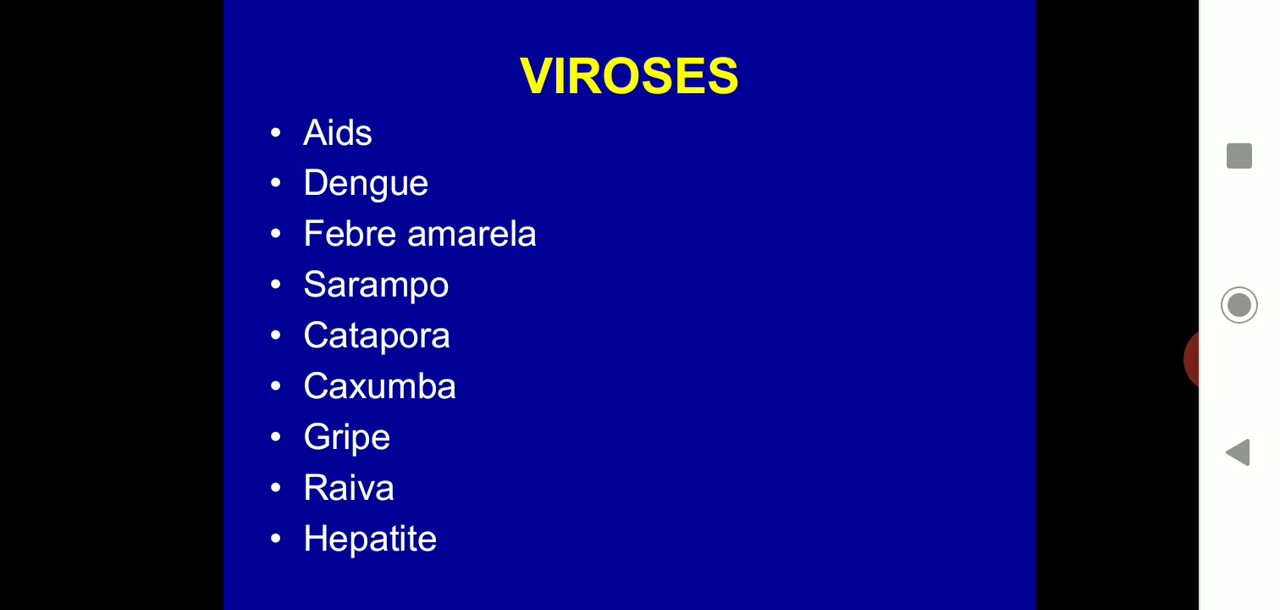 VIROSES
• Aids
• Dengue
• Febre amarela
• Sarampo
• Catapora
• Caxumba
• Gripe
• Raiva
• Hepatite